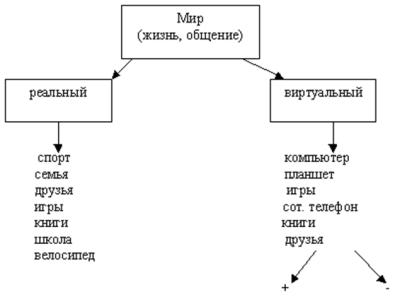 Мир
(жизнь, общение)
реальный
виртуальный
спорт
семья
друзья
игры
книги
школа
велосипед
компьютер
планшет
игры
сот. телефон
книги
друзья
+
-